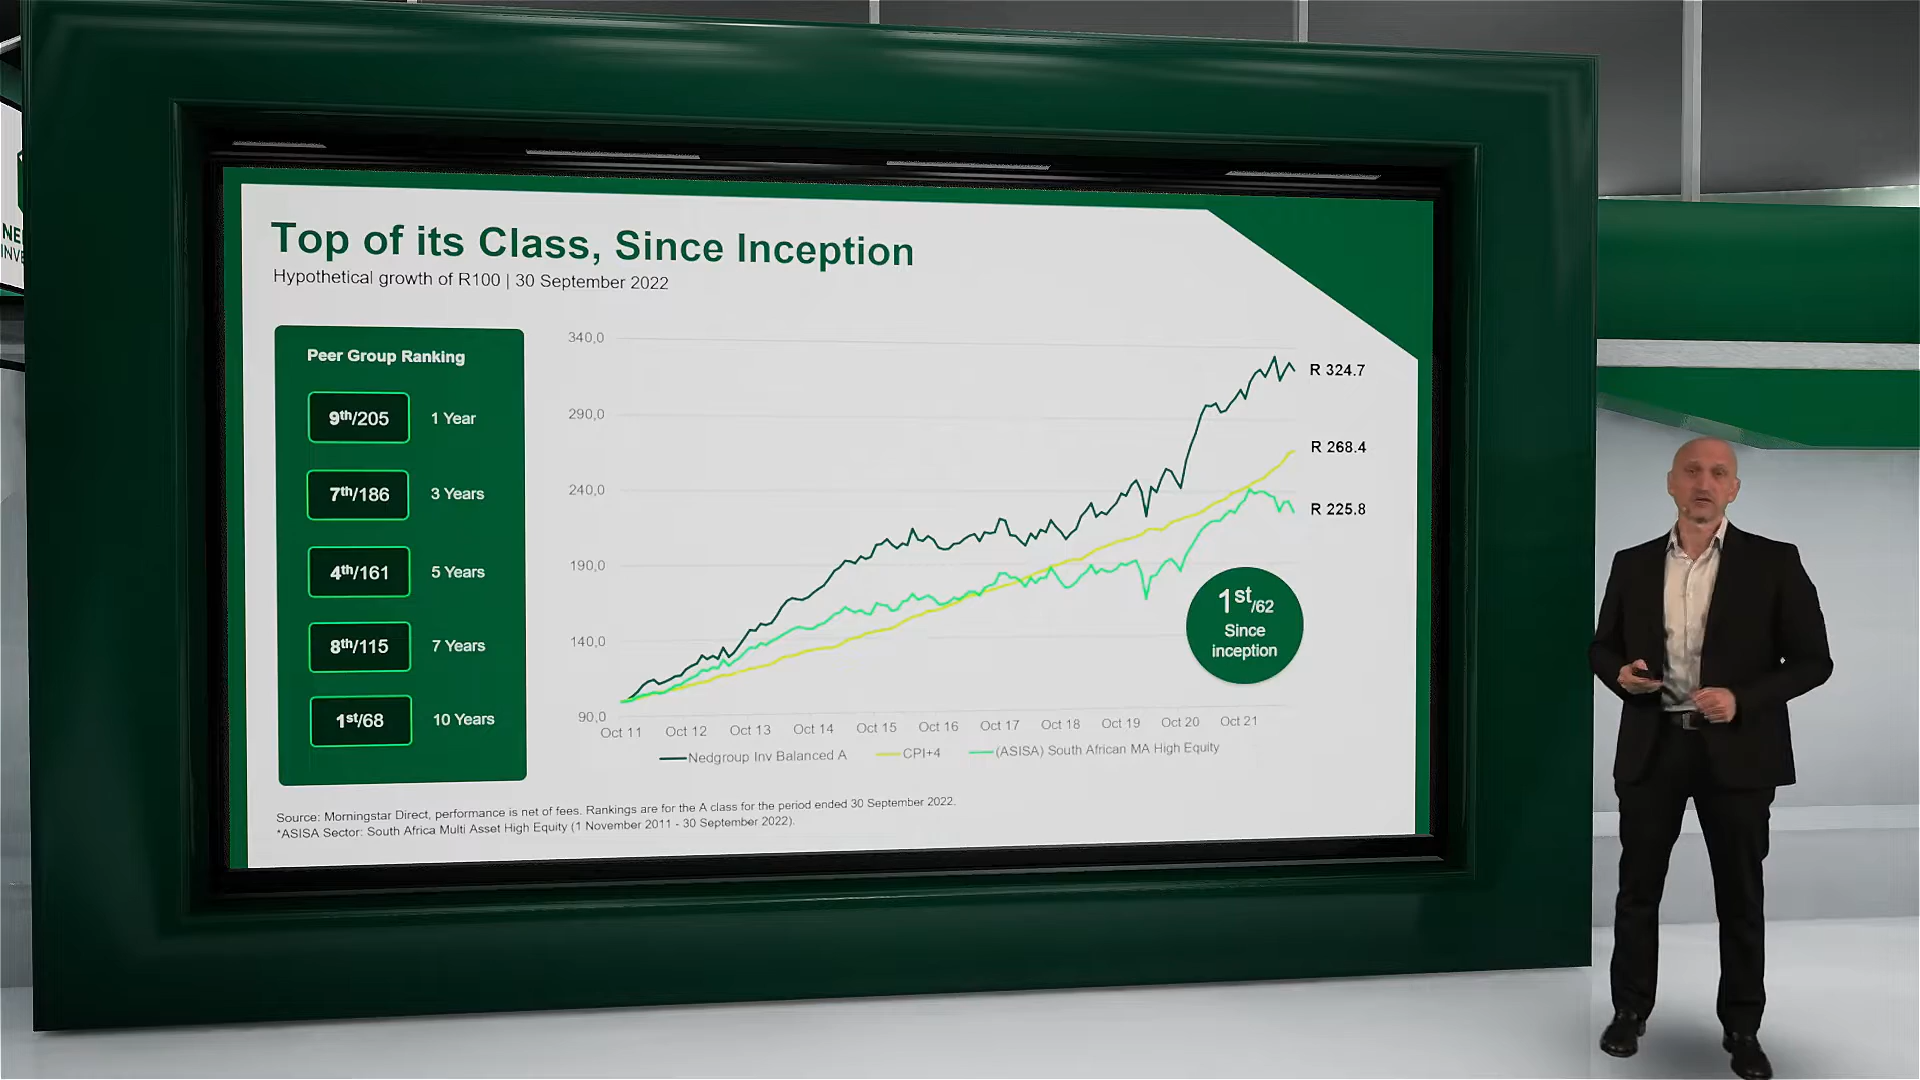 NE
INVE
Top of its Class, Since Inception
Hypothetical growth of R100 | 30 September 2022
Peer Group Ranking
9th/205 1 Year
7th/186 3 Years
4th/161 5 Years
8th/115 7 Years
1st/68 10 Years
340,0
290,0
240,0
190,0
140,0
90,0
R 324.7
R 268.4
R 225.8
1st/62
Since
inception
Oct 11 Oct 12 Oct 13 Oct 14 Oct 15 Oct 16 Oct 17 Oct 18 Oct 19 Oct 20 Oct 21
Nedgroup Inv Balanced A CPI+4 (ASISA) South African MA High Equity
Source: Morningstar Direct, performance is net of fees. Rankings are for the A class for the period ended 30 September 2022.
*ASISA Sector: South Africa Multi Asset High Equity (1 November 2011 - 30 September 2022).